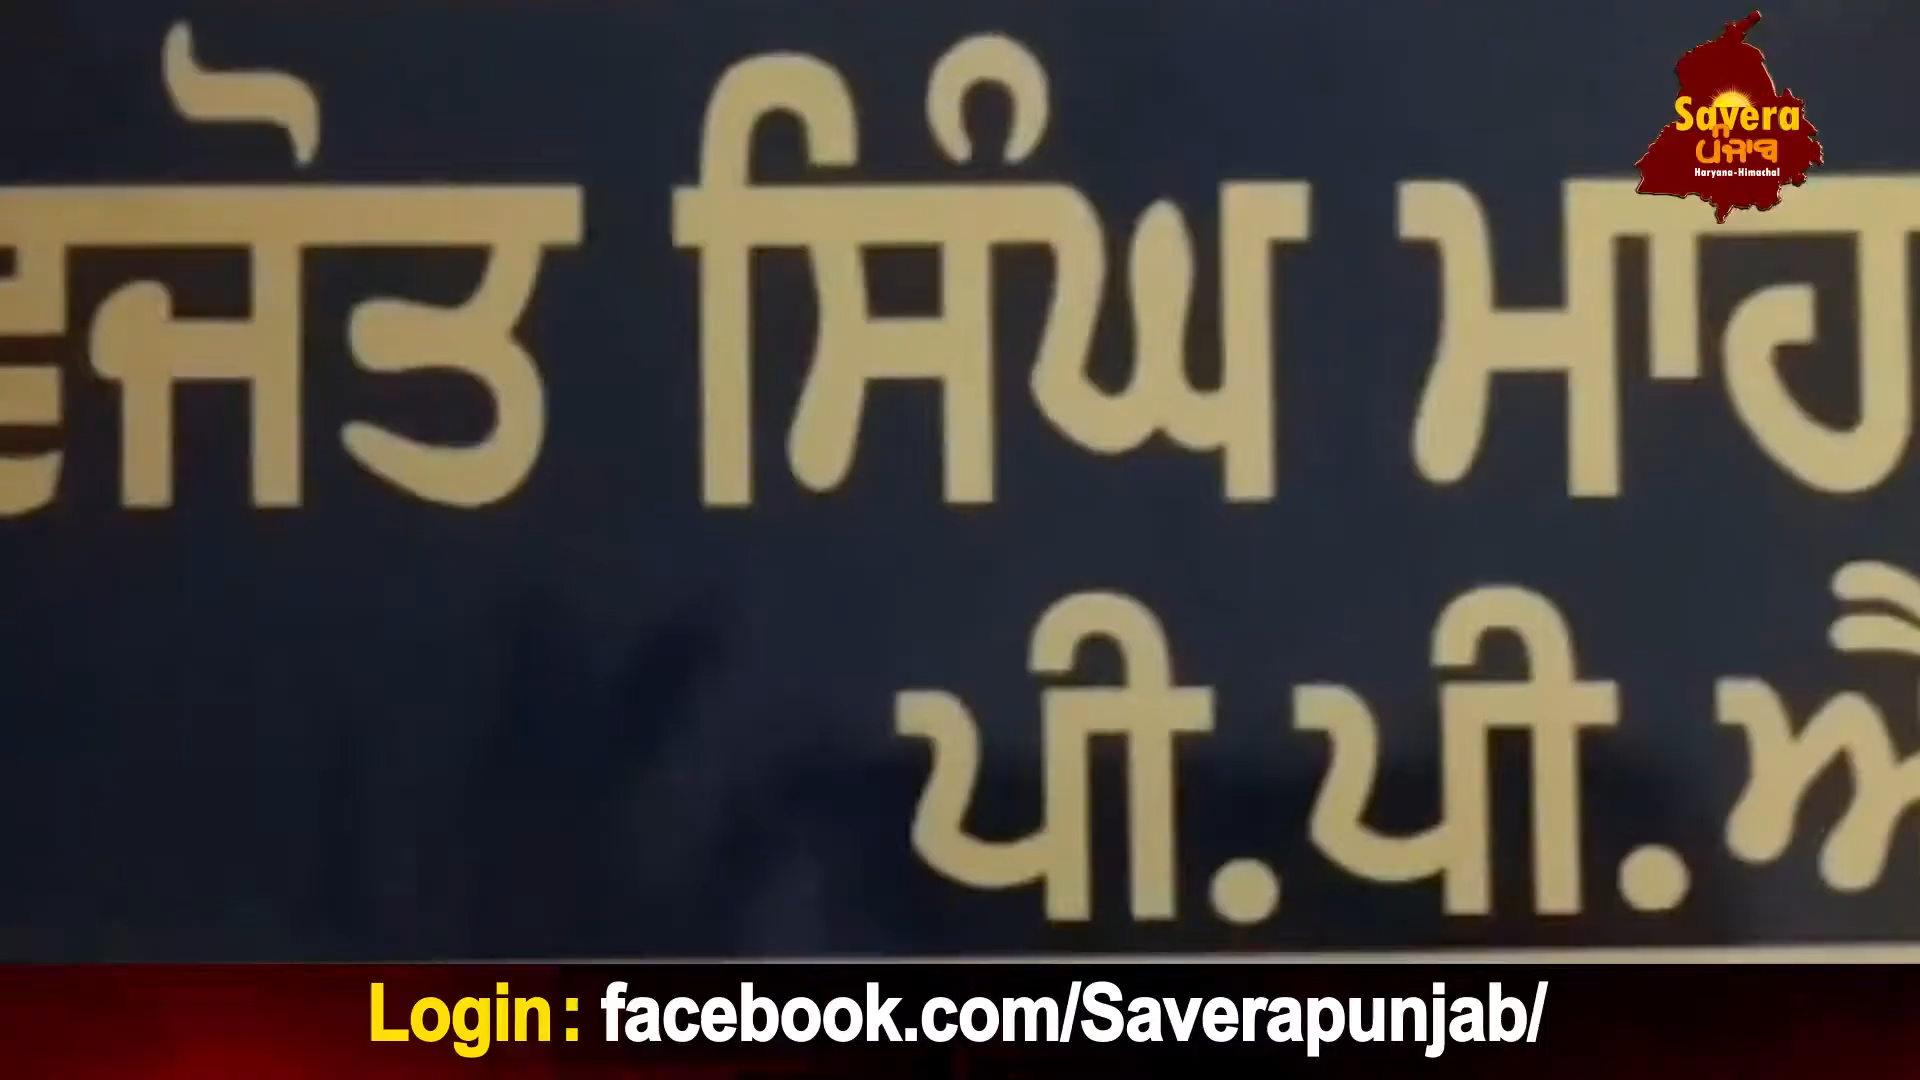 ਜੋਤ ਸਿੰਘ ਮਾਹ
ਪੀ.ਪੀ.ਐ
Savera
ਪੰਜਾਬ
Haryana-Himachal
Login : facebook.com/Saverapunjab/